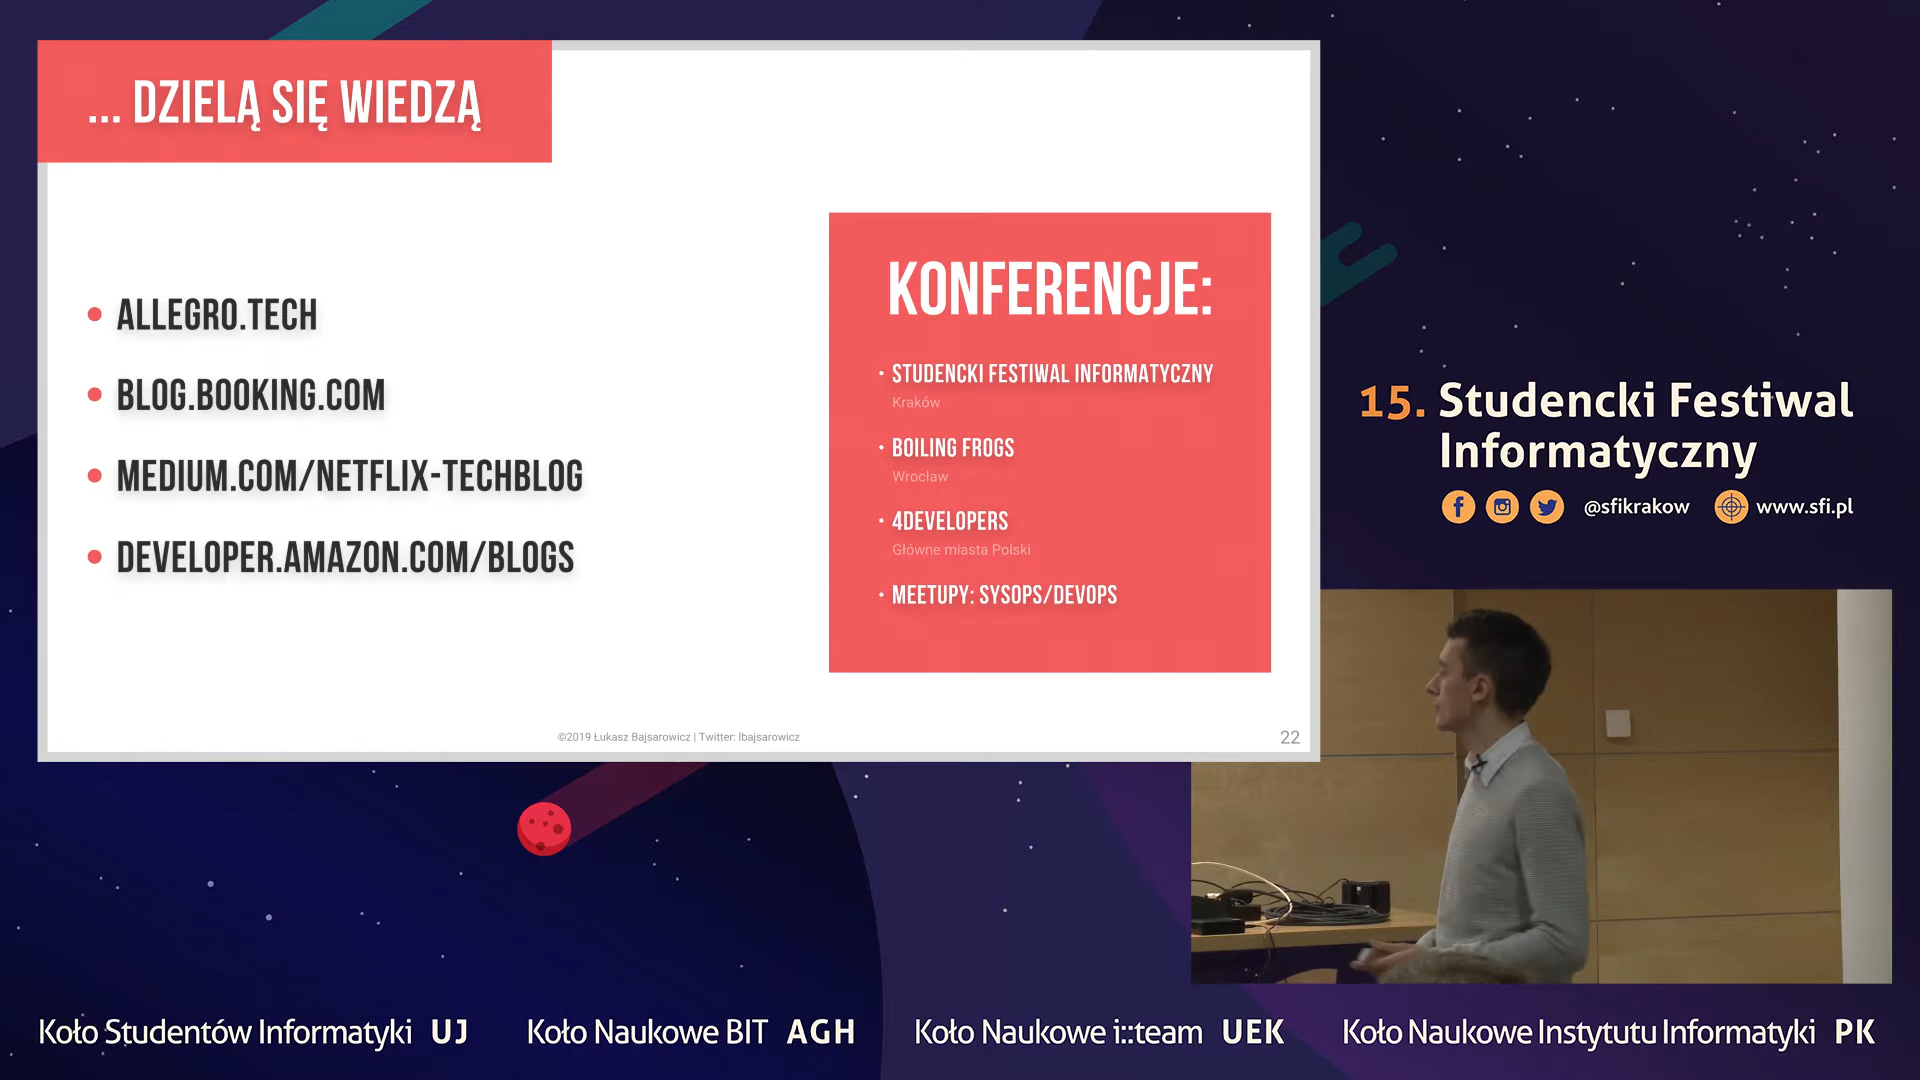 ... DZIELĄ SIĘ WIEDZĄ
• ALLEGRO.TECH
• BLOG.BOOKING.COM
• MEDIUM.COM/NETFLIX-TECHBLOG
• DEVELOPER.AMAZON.COM/BLOGS
KONFERENCJE:
• STUDENCKI FESTIWAL INFORMATYCZNY
Kraków
• BOILING FROGS
Wrocław
• 4DEVELOPERS
Główne miasta Polski
• MEETUPY: SYSOPS/DEVOPS
©2019 Łukasz Bajsarowicz | Twitter: lbajsarowicz
22
15. Studencki Festiwal
Informatyczny
@sfikrakow www.sfi.pl
Koło Studentów Informatyki UJ
Koło Naukowe BIT AGH
Koło Naukowe i::team UEK
Koło Naukowe Instytutu Informatyki PK